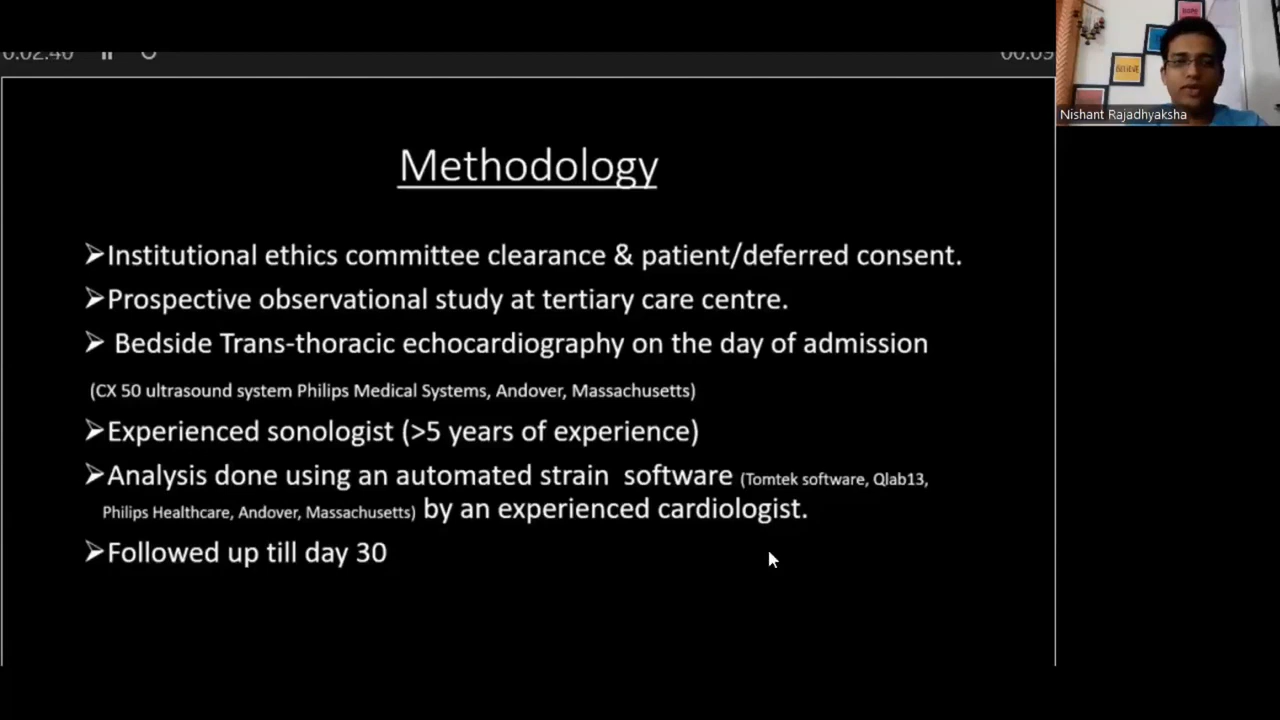 0:02:40
00:09
Nishant Rajadhyaksha
BELIEVE
Methodology
➢Institutional ethics committee clearance & patient/deferred consent.
➢Prospective observational study at tertiary care centre.
➢ Bedside Trans-thoracic echocardiography on the day of admission
(CX 50 ultrasound system Philips Medical Systems, Andover, Massachusetts)
➢Experienced sonologist (>5 years of experience)
➢Analysis done using an automated strain software (Tomtek software, Qlab13,
Philips Healthcare, Andover, Massachusetts) by an experienced cardiologist.
➢Followed up till day 30